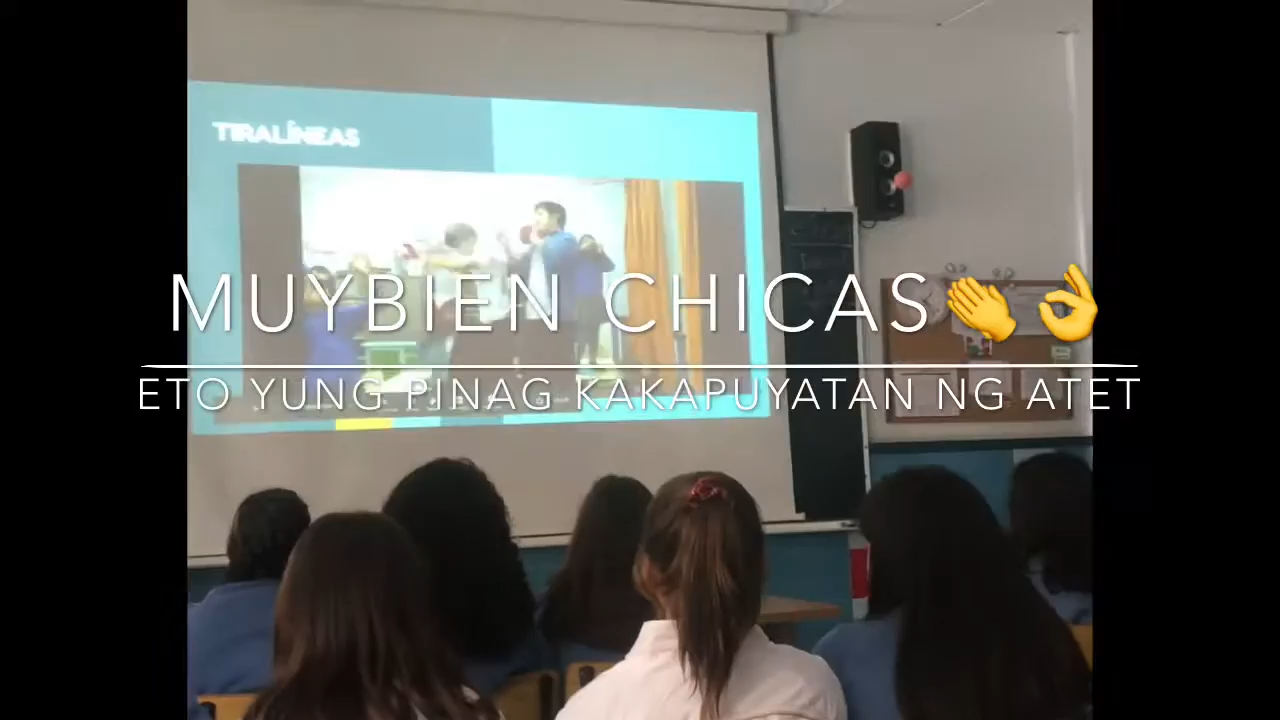 TIRALÍNEAS
MUYBIEN CHICAS👏👌
ETO YUNG PINAG KAKAPUYATAN NG ATET